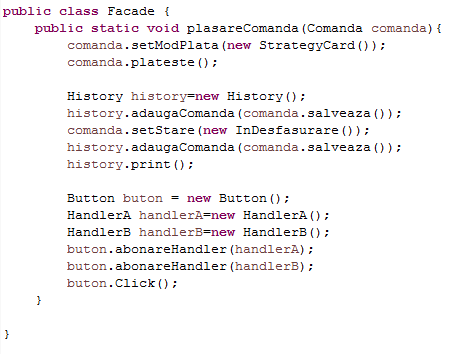 public class Facade {
    public static void plasareComanda(Comanda comanda){
        comanda.setModPlata(new StrategyCard());
        comanda.plateste();

        History history=new History();
        history.adaugaComanda(comanda.salveaza());
        comanda.setStare(new InDesfasurare());
        history.adaugaComanda(comanda.salveaza());
        history.print();

        Button buton = new Button();
        HandlerA handlerA=new HandlerA();
        HandlerB handlerB=new HandlerB();
        buton.abonareHandler(handlerA);
        buton.abonareHandler(handlerB);
        buton.Click();
    }

}